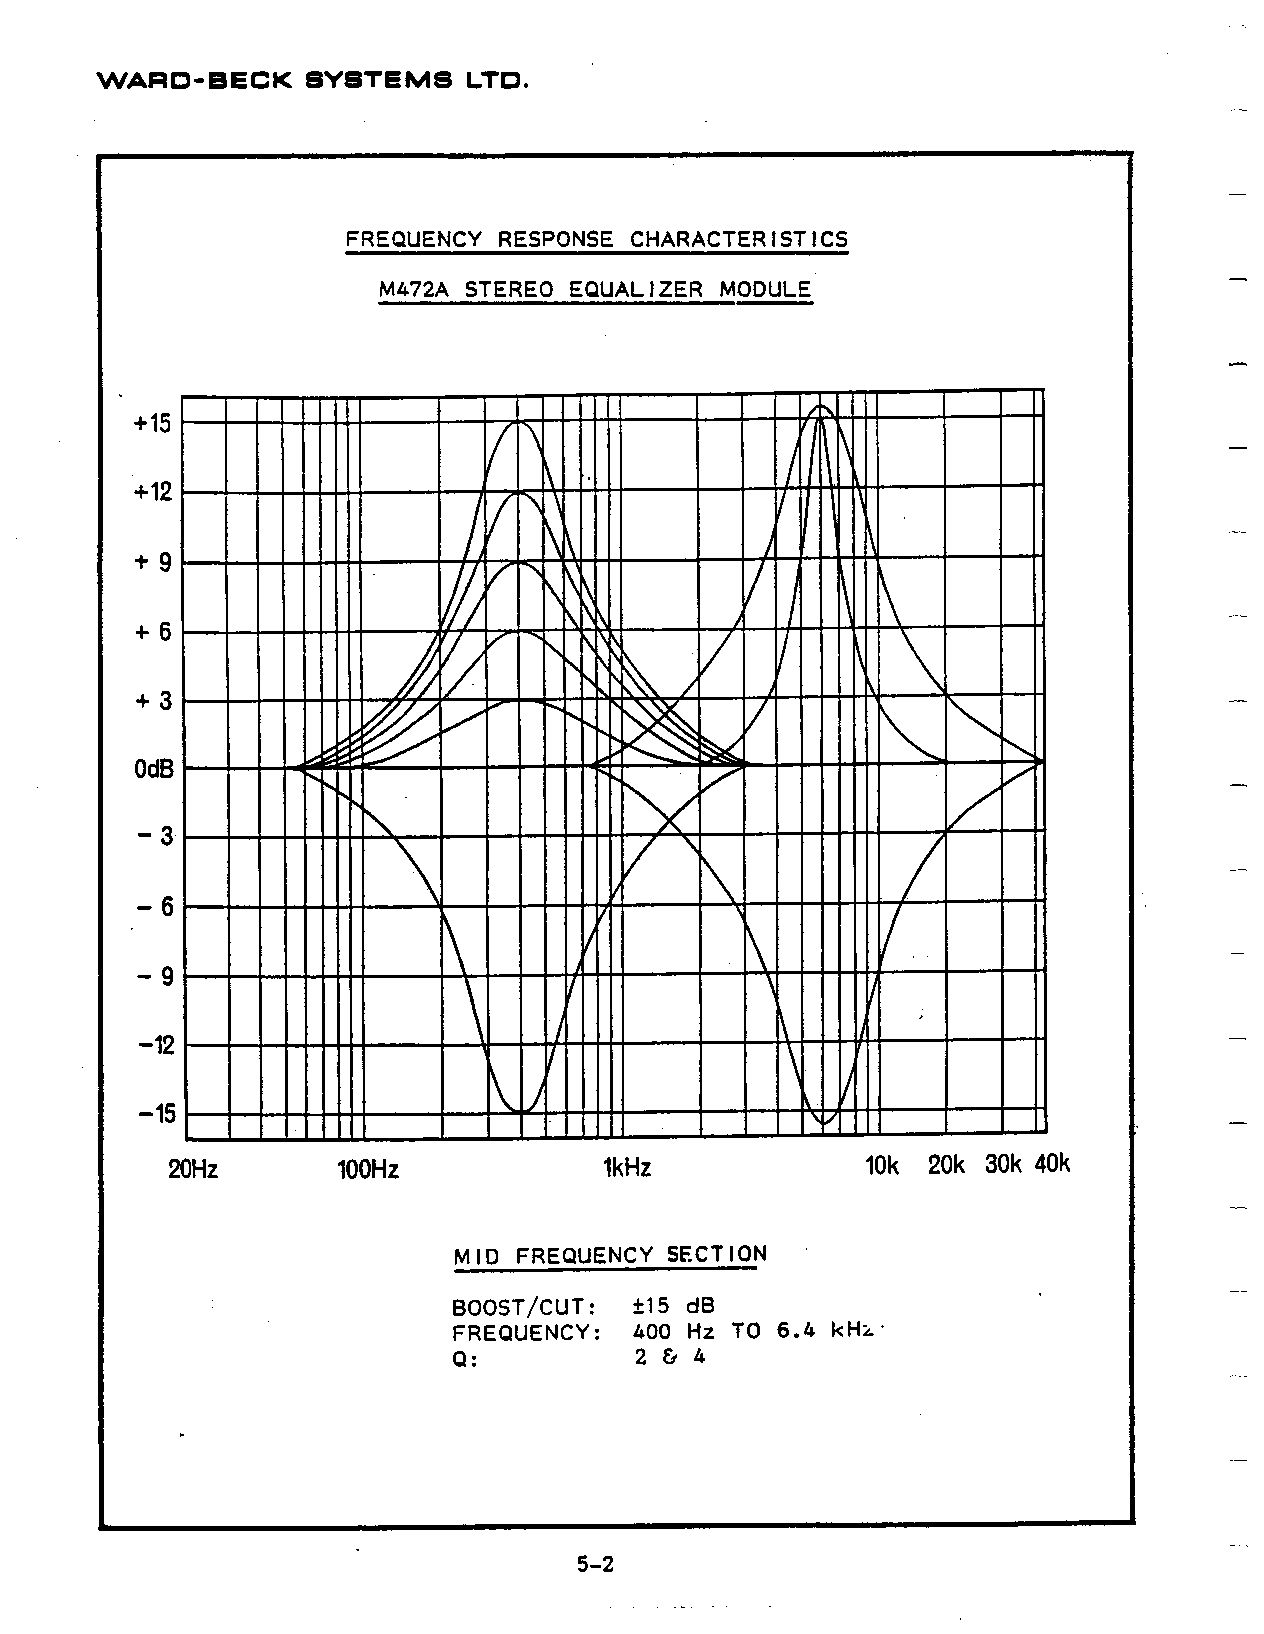 WARD-BECK SYSTEMS LTD.
FREQUENCY RESPONSE CHARACTERISTICS
M472A STEREO EQUALIZER MODULE
+15
+12
+ 9
+ 6
+ 3
0dB
- 3
- 6
- 9
-12
-15
20Hz 100Hz 1kHz 10k 20k 30k 40k
MID FREQUENCY SECTION
BOOST/CUT: ±15 dB
FREQUENCY: 400 Hz TO 6.4 kHz
Q: 2 & 4
5-2